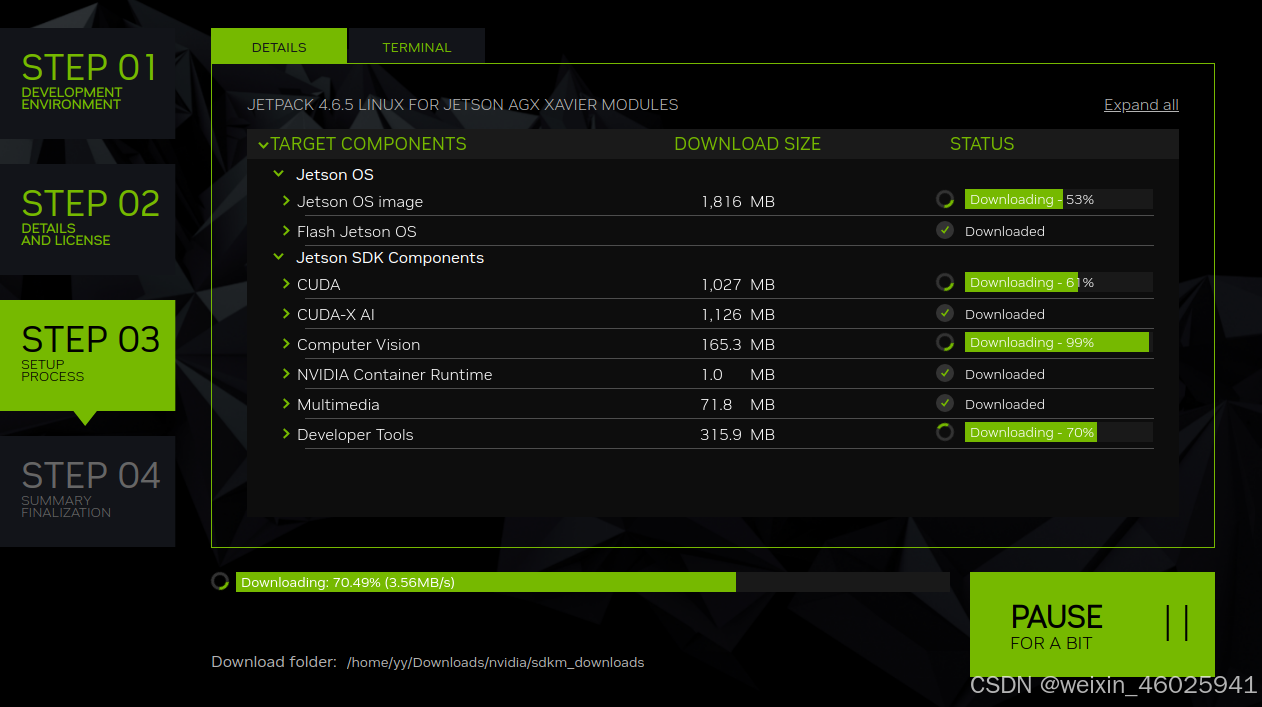 STEP 01
DEVELOPMENT
ENVIRONMENT
STEP 02
DETAILS
AND LICENSE
STEP 03
SETUP
PROCESS
STEP 04
SUMMARY
FINALIZATION
DETAILS TERMINAL
JETPACK 4.6.5 LINUX FOR JETSON AGX XAVIER MODULES Expand all
TARGET COMPONENTS DOWNLOAD SIZE STATUS
Jetson OS
Jetson OS image 1,816 MB Downloading - 53%
Flash Jetson OS Downloaded
Jetson SDK Components
CUDA 1,027 MB Downloading - 61%
CUDA-X AI 1,126 MB Downloaded
Computer Vision 165.3 MB Downloading - 99%
NVIDIA Container Runtime 1.0 MB Downloaded
Multimedia 71.8 MB Downloaded
Developer Tools 315.9 MB Downloading - 70%
Downloading: 70.49% (3.56MB/s)
PAUSE
FOR A BIT
Download folder: /home/yy/Downloads/nvidia/sdkm_downloads
CSDN @weixin_46025941